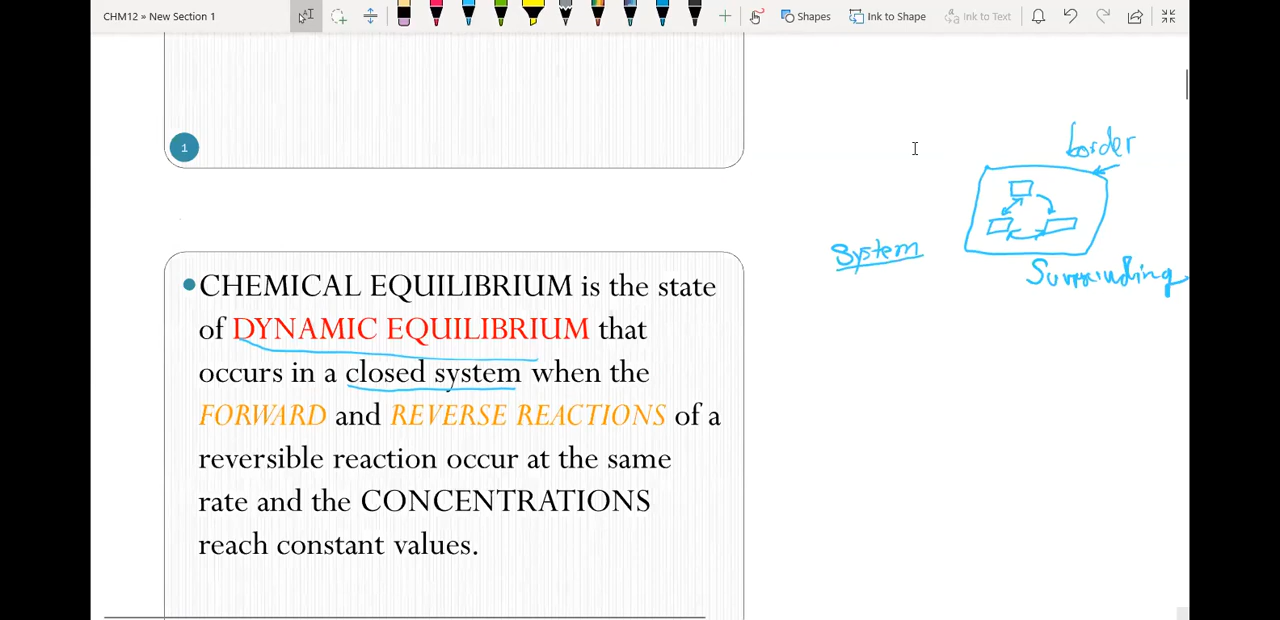 CHM12 » New Section 1
Shapes
Ink to Shape
Ink to Text
1
border
System
Surrounding
CHEMICAL EQUILIBRIUM is the state
of DYNAMIC EQUILIBRIUM that
occurs in a closed system when the
FORWARD and REVERSE REACTIONS of a
reversible reaction occur at the same
rate and the CONCENTRATIONS
reach constant values.